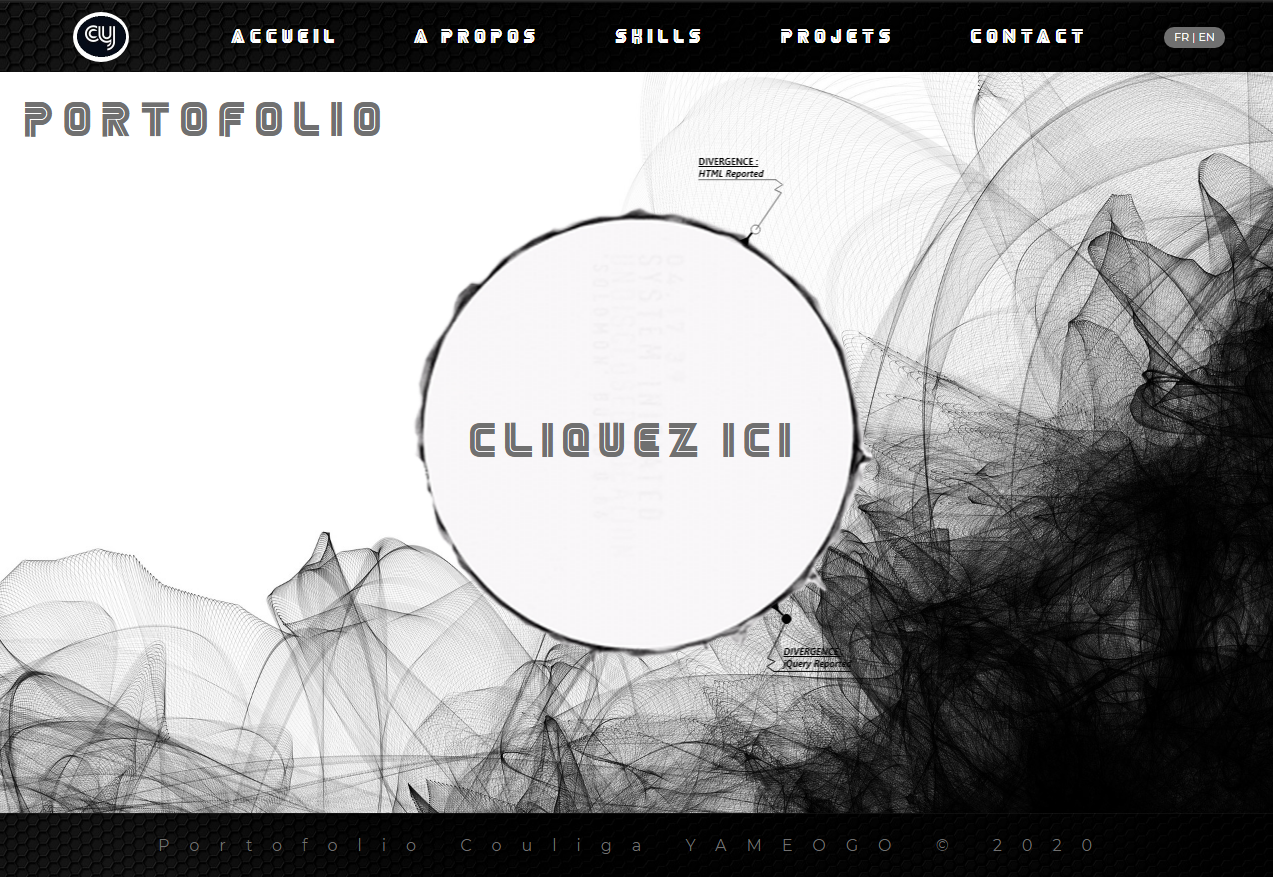 cy
ACCUEIL A PROPOS SKILLS PROJETS CONTACT FR | EN
PORTOFOLIO
DIVERGENCE :
HTML Reported
CLIQUEZ ICI
DIVERGENCE :
jQuery Reported
Portofolio Couliga YAMEOGO © 2020